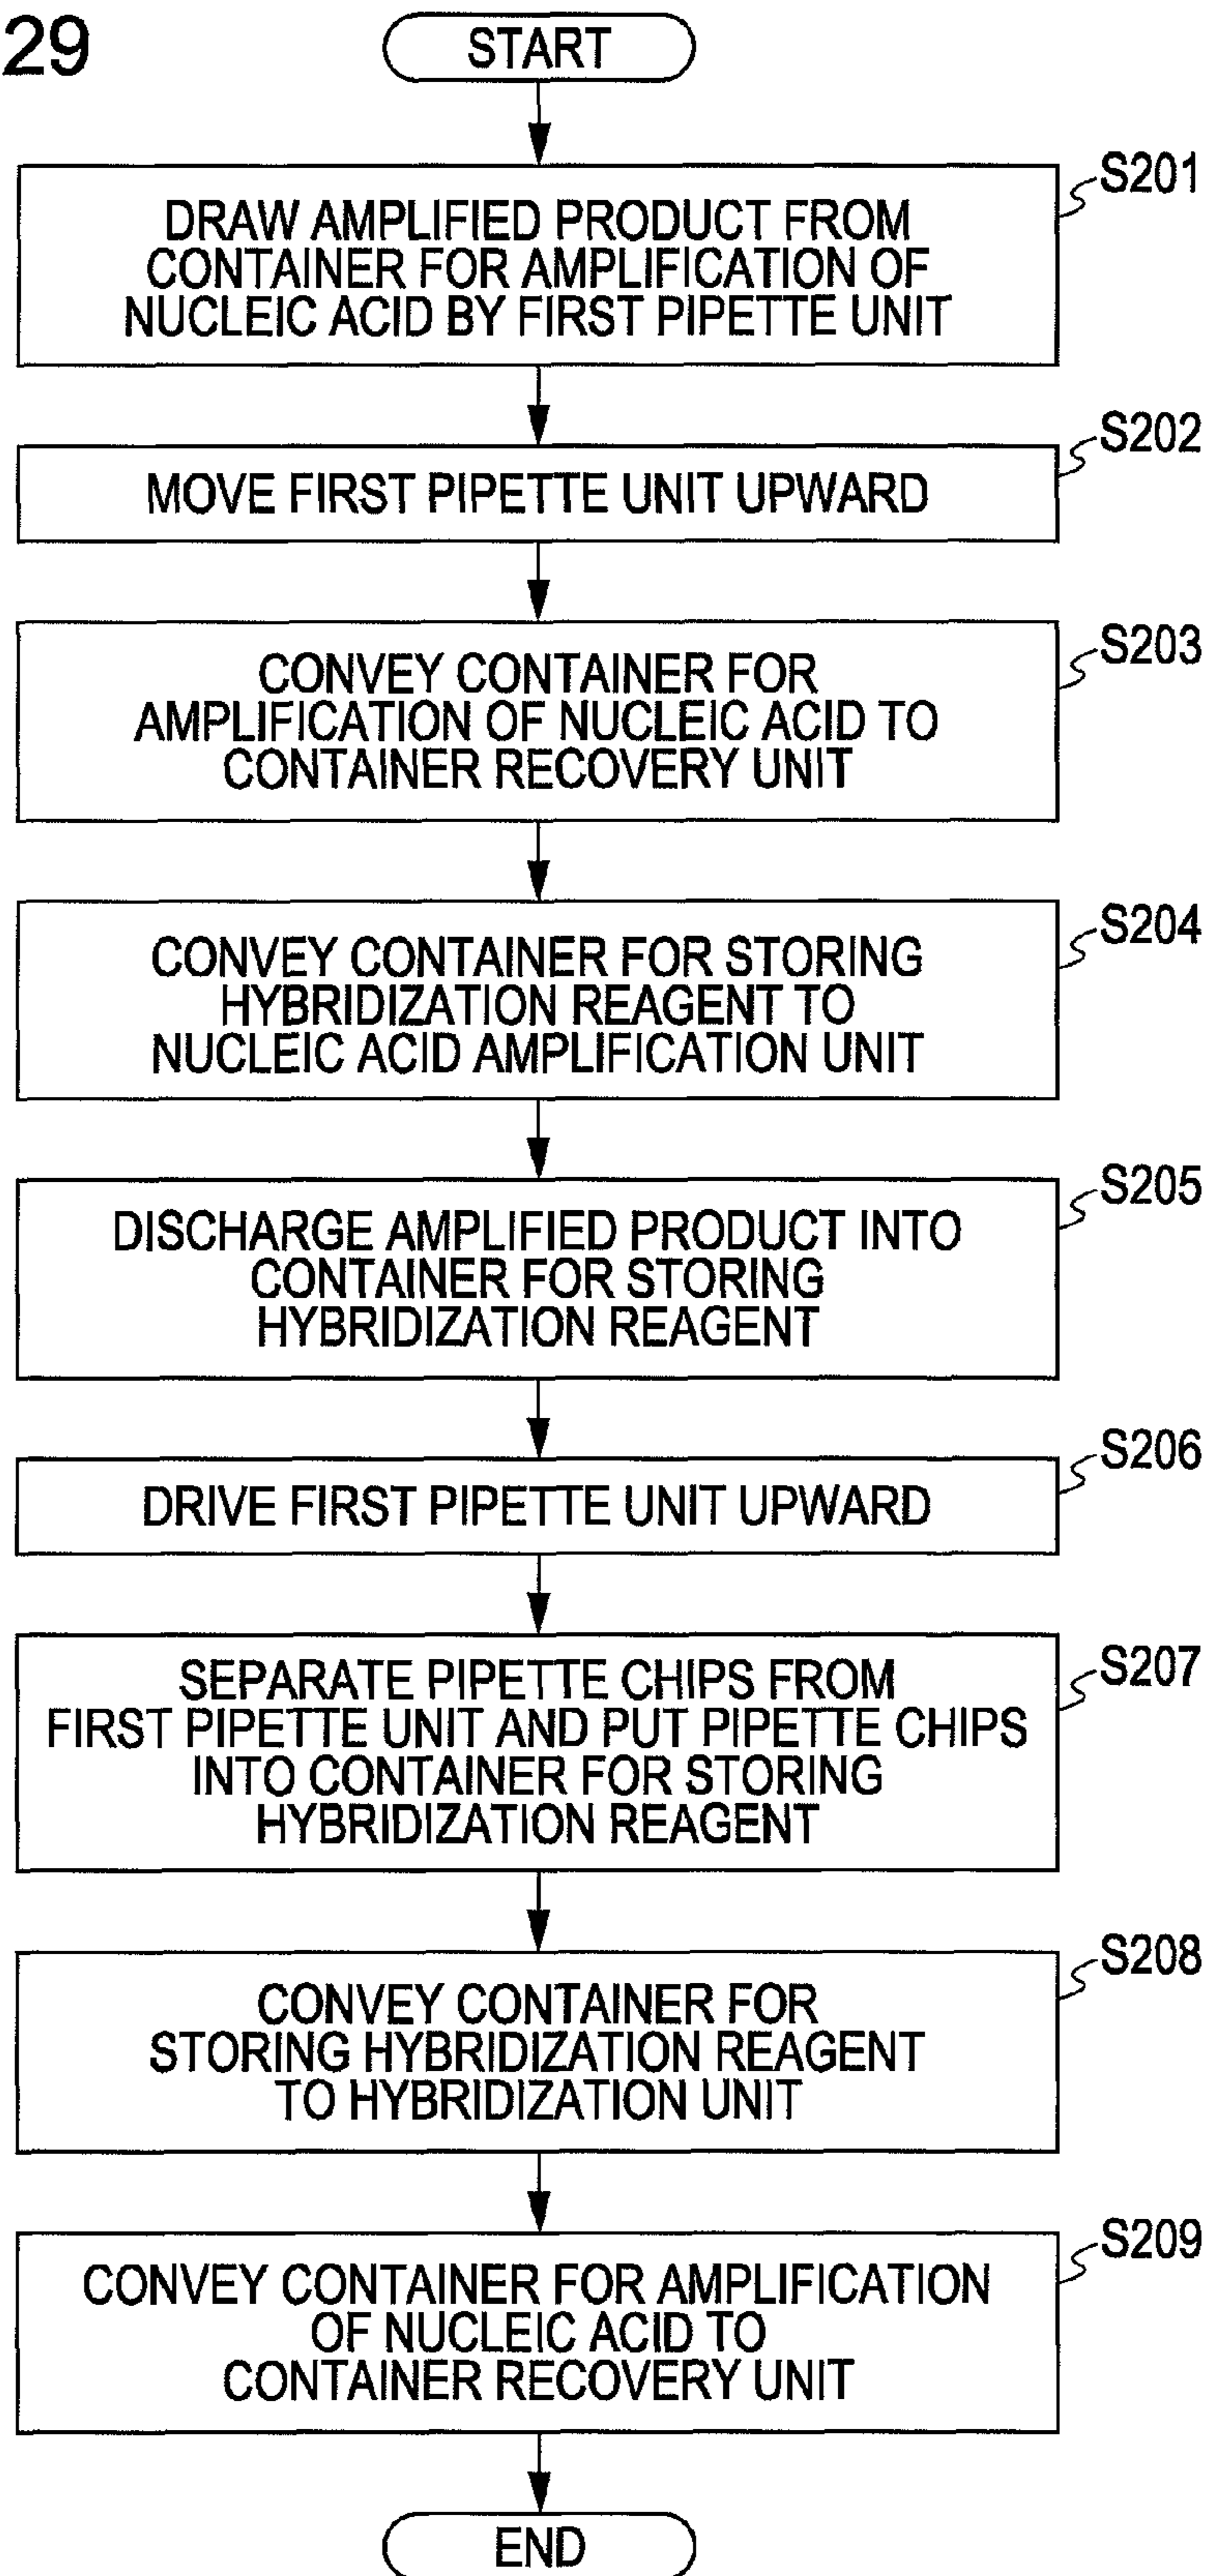 29
START
S201
DRAW AMPLIFIED PRODUCT FROM
CONTAINER FOR AMPLIFICATION OF
NUCLEIC ACID BY FIRST PIPETTE UNIT
S202
MOVE FIRST PIPETTE UNIT UPWARD
S203
CONVEY CONTAINER FOR
AMPLIFICATION OF NUCLEIC ACID TO
CONTAINER RECOVERY UNIT
S204
CONVEY CONTAINER FOR STORING
HYBRIDIZATION REAGENT TO
NUCLEIC ACID AMPLIFICATION UNIT
S205
DISCHARGE AMPLIFIED PRODUCT INTO
CONTAINER FOR STORING
HYBRIDIZATION REAGENT
S206
DRIVE FIRST PIPETTE UNIT UPWARD
S207
SEPARATE PIPETTE CHIPS FROM
FIRST PIPETTE UNIT AND PUT PIPETTE CHIPS
INTO CONTAINER FOR STORING
HYBRIDIZATION REAGENT
S208
CONVEY CONTAINER FOR
STORING HYBRIDIZATION REAGENT
TO HYBRIDIZATION UNIT
S209
CONVEY CONTAINER FOR AMPLIFICATION
OF NUCLEIC ACID TO
CONTAINER RECOVERY UNIT
END